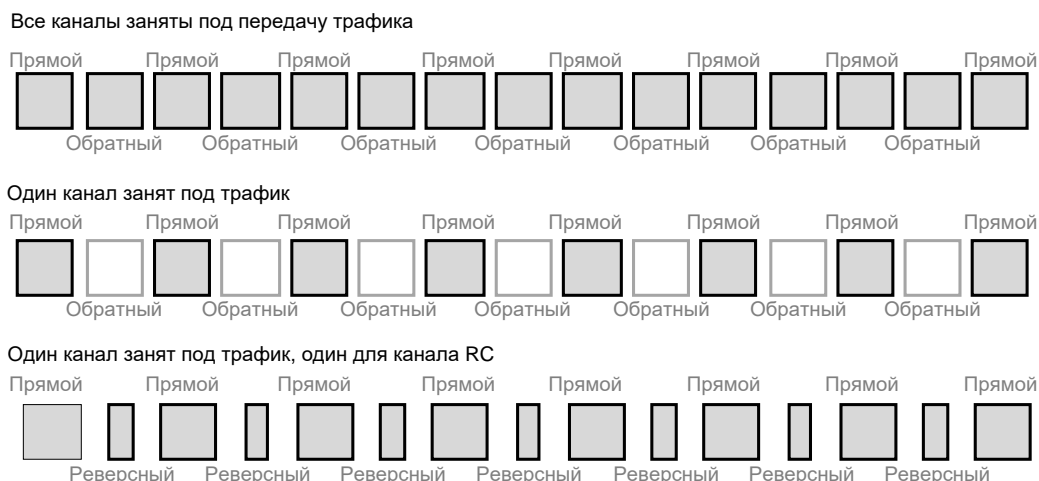 Все каналы заняты под передачу трафика
Прямой Прямой Прямой Прямой Прямой Прямой Прямой Прямой
Обратный Обратный Обратный Обратный Обратный Обратный Обратный
Один канал занят под трафик
Прямой Прямой Прямой Прямой Прямой Прямой Прямой Прямой
Обратный Обратный Обратный Обратный Обратный Обратный Обратный
Один канал занят под трафик, один для канала RC
Прямой Прямой Прямой Прямой Прямой Прямой Прямой Прямой
Реверсный Реверсный Реверсный Реверсный Реверсный Реверсный Реверсный